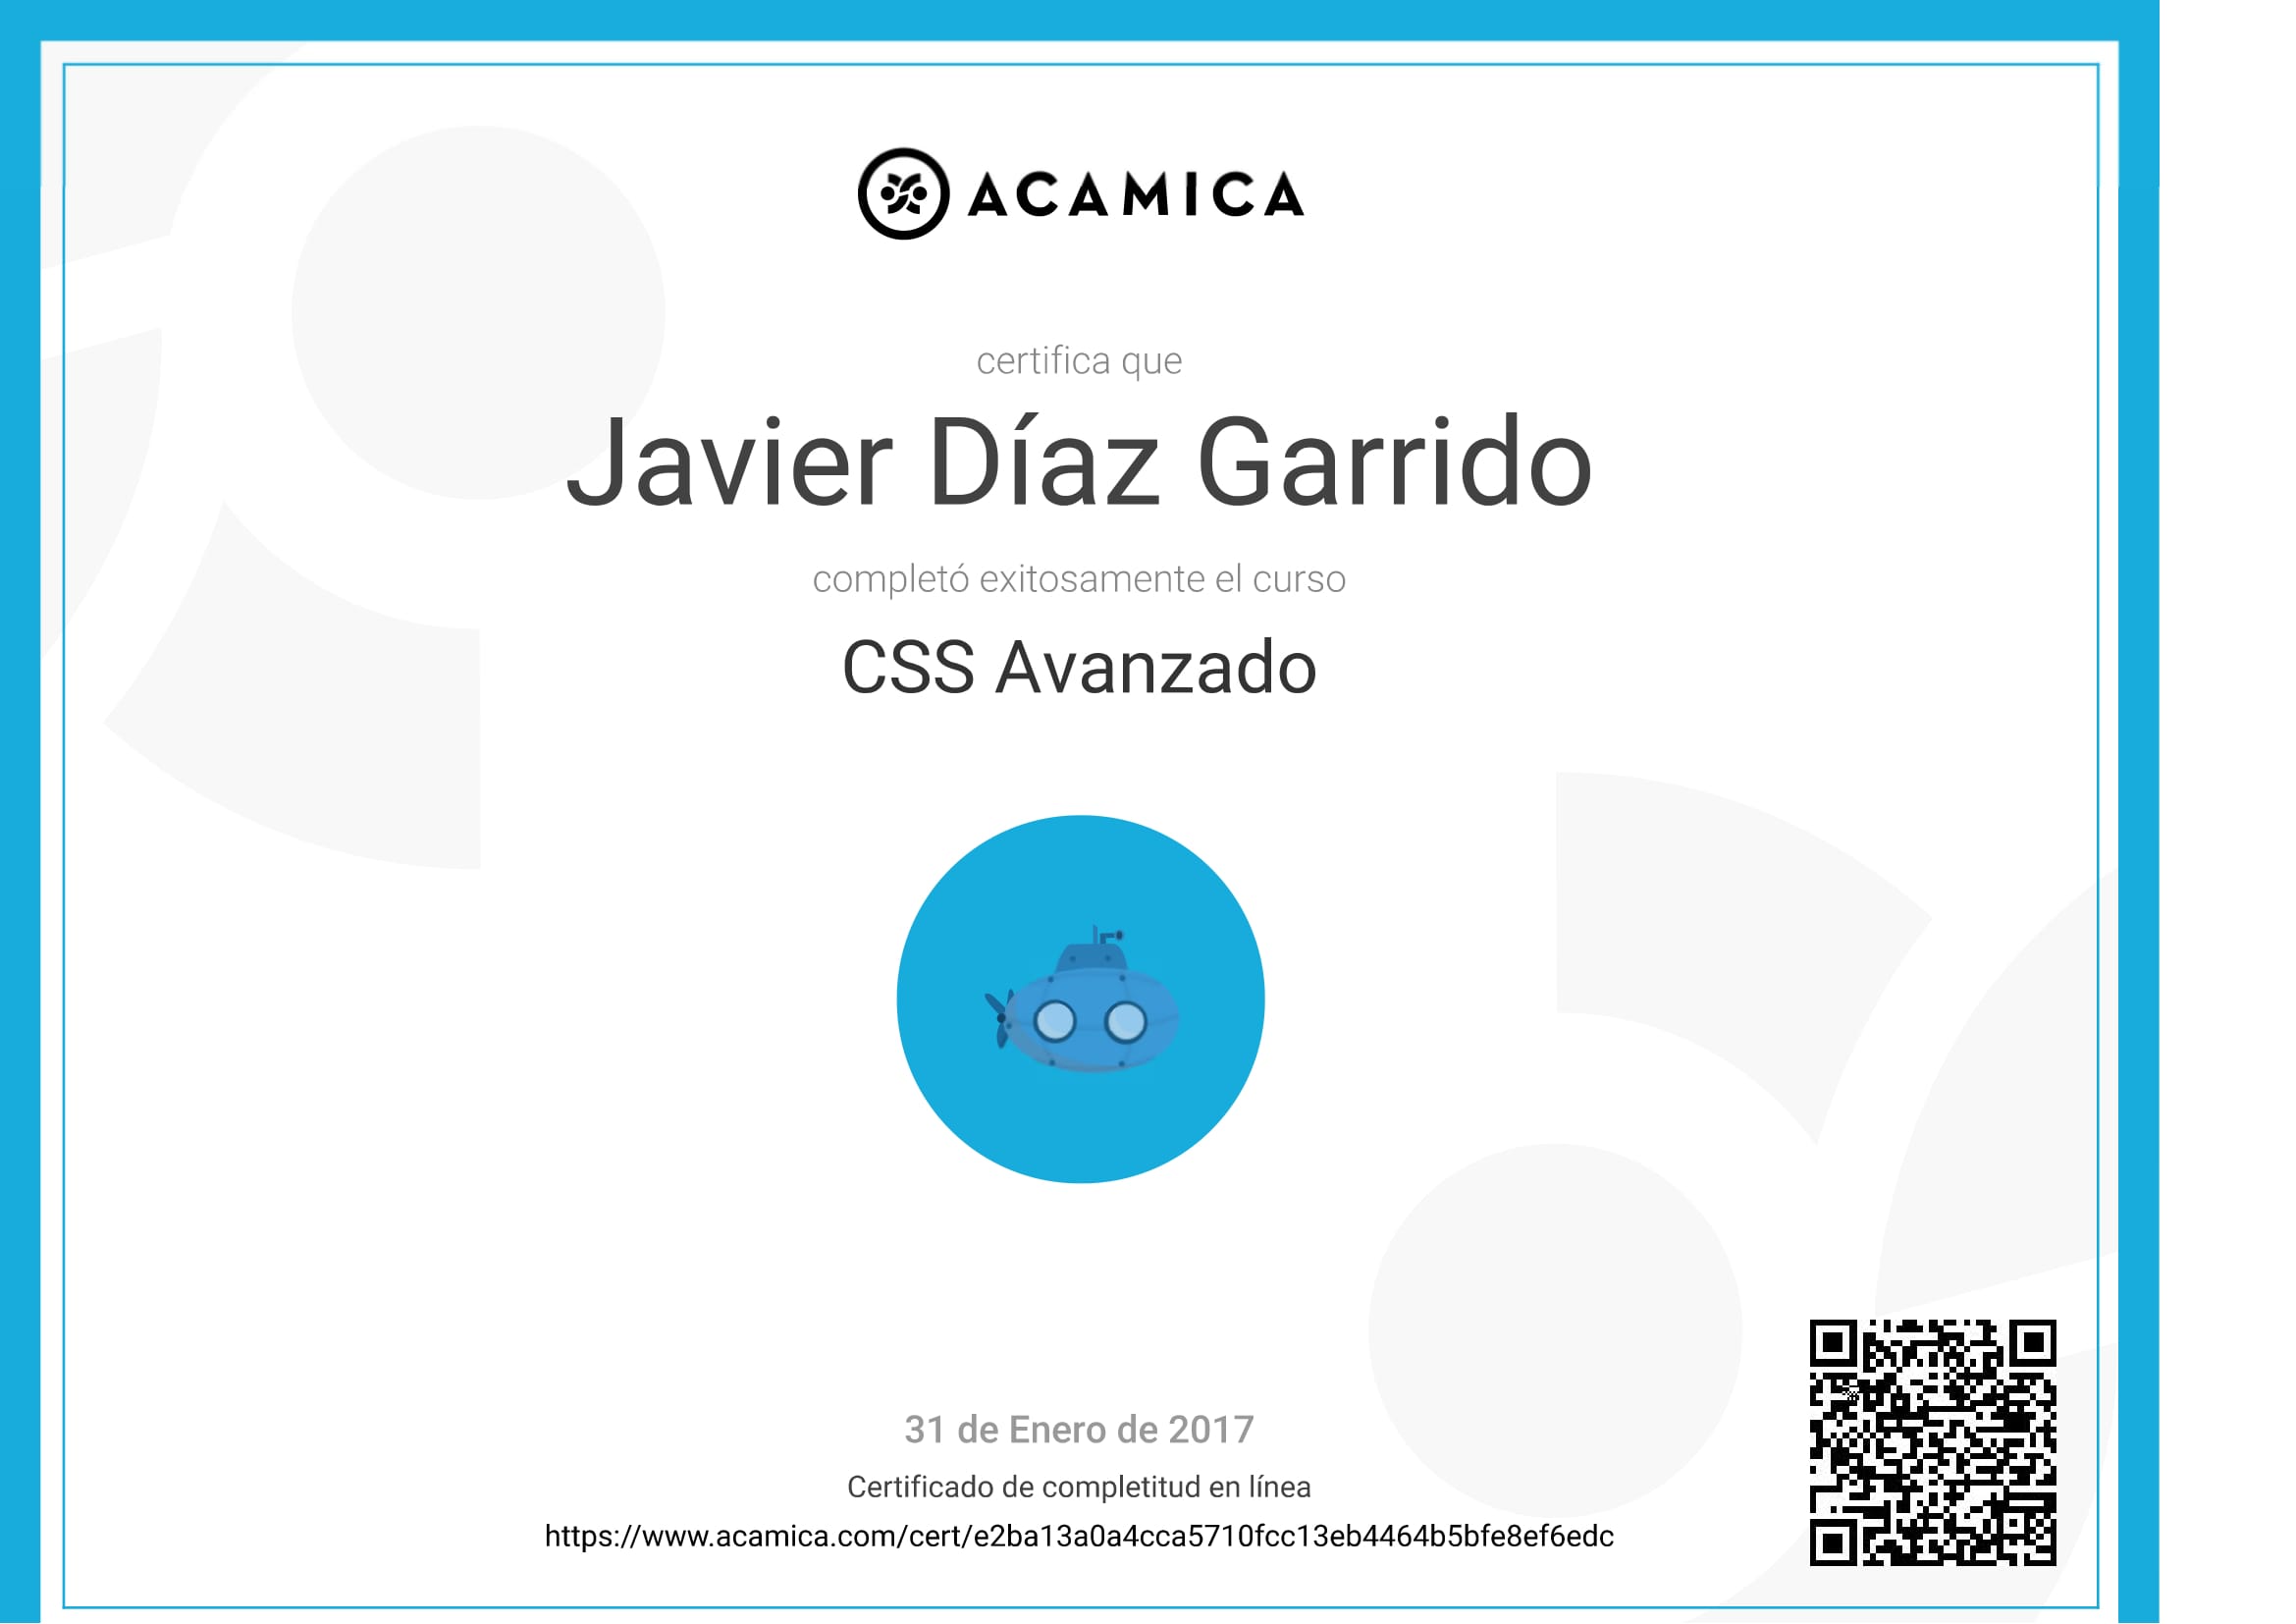 ACAMICA
certifica que
Javier Díaz Garrido
completó exitosamente el curso
CSS Avanzado
31 de Enero de 2017
Certificado de completitud en línea
https://www.acamica.com/cert/e2ba13a0a4cca5710fcc13eb4464b5bfe8ef6edc